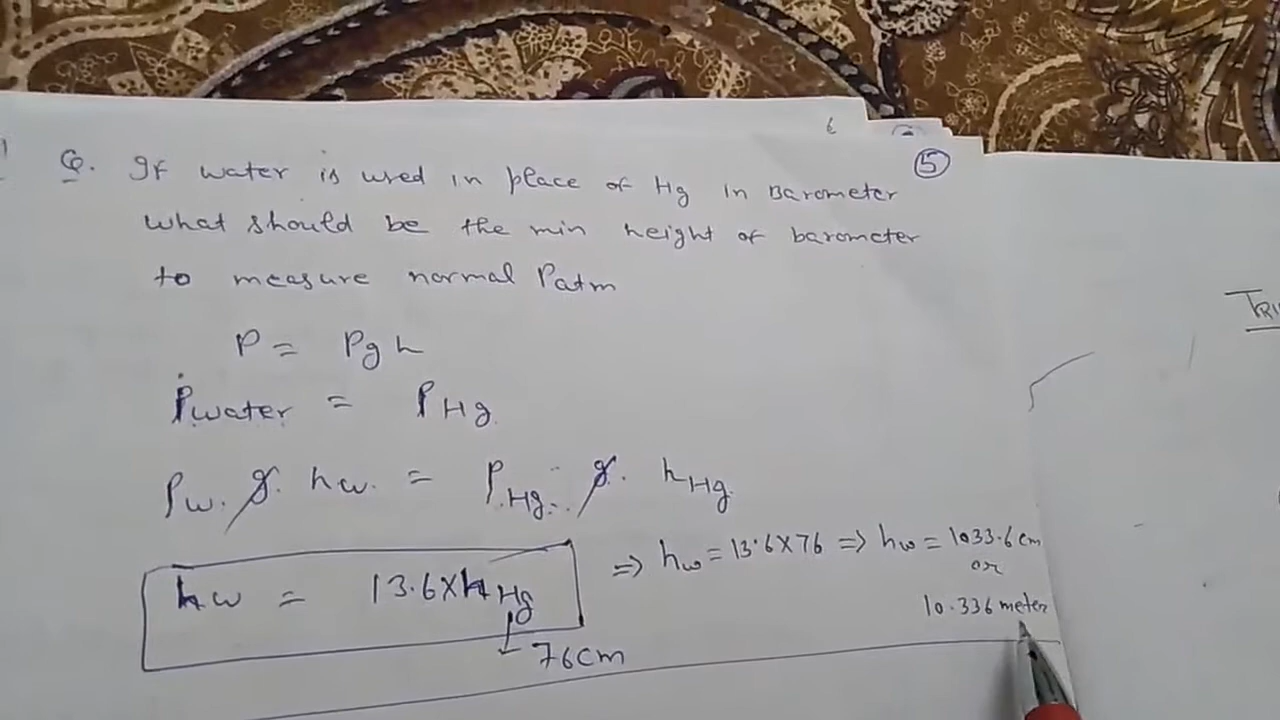 6
5
Q. If water is used in place of Hg in Barometer
what should be the min height of barometer
to measure normal Patm
P = ρgh
Pwater = PHg
ρw. g. hw. = ρHg. g. hHg.
hw = 13.6×hHg ⇒ hw = 13.6×76 ⇒ hw = 1033.6 cm
or
10.336 meter
76cm
TRI